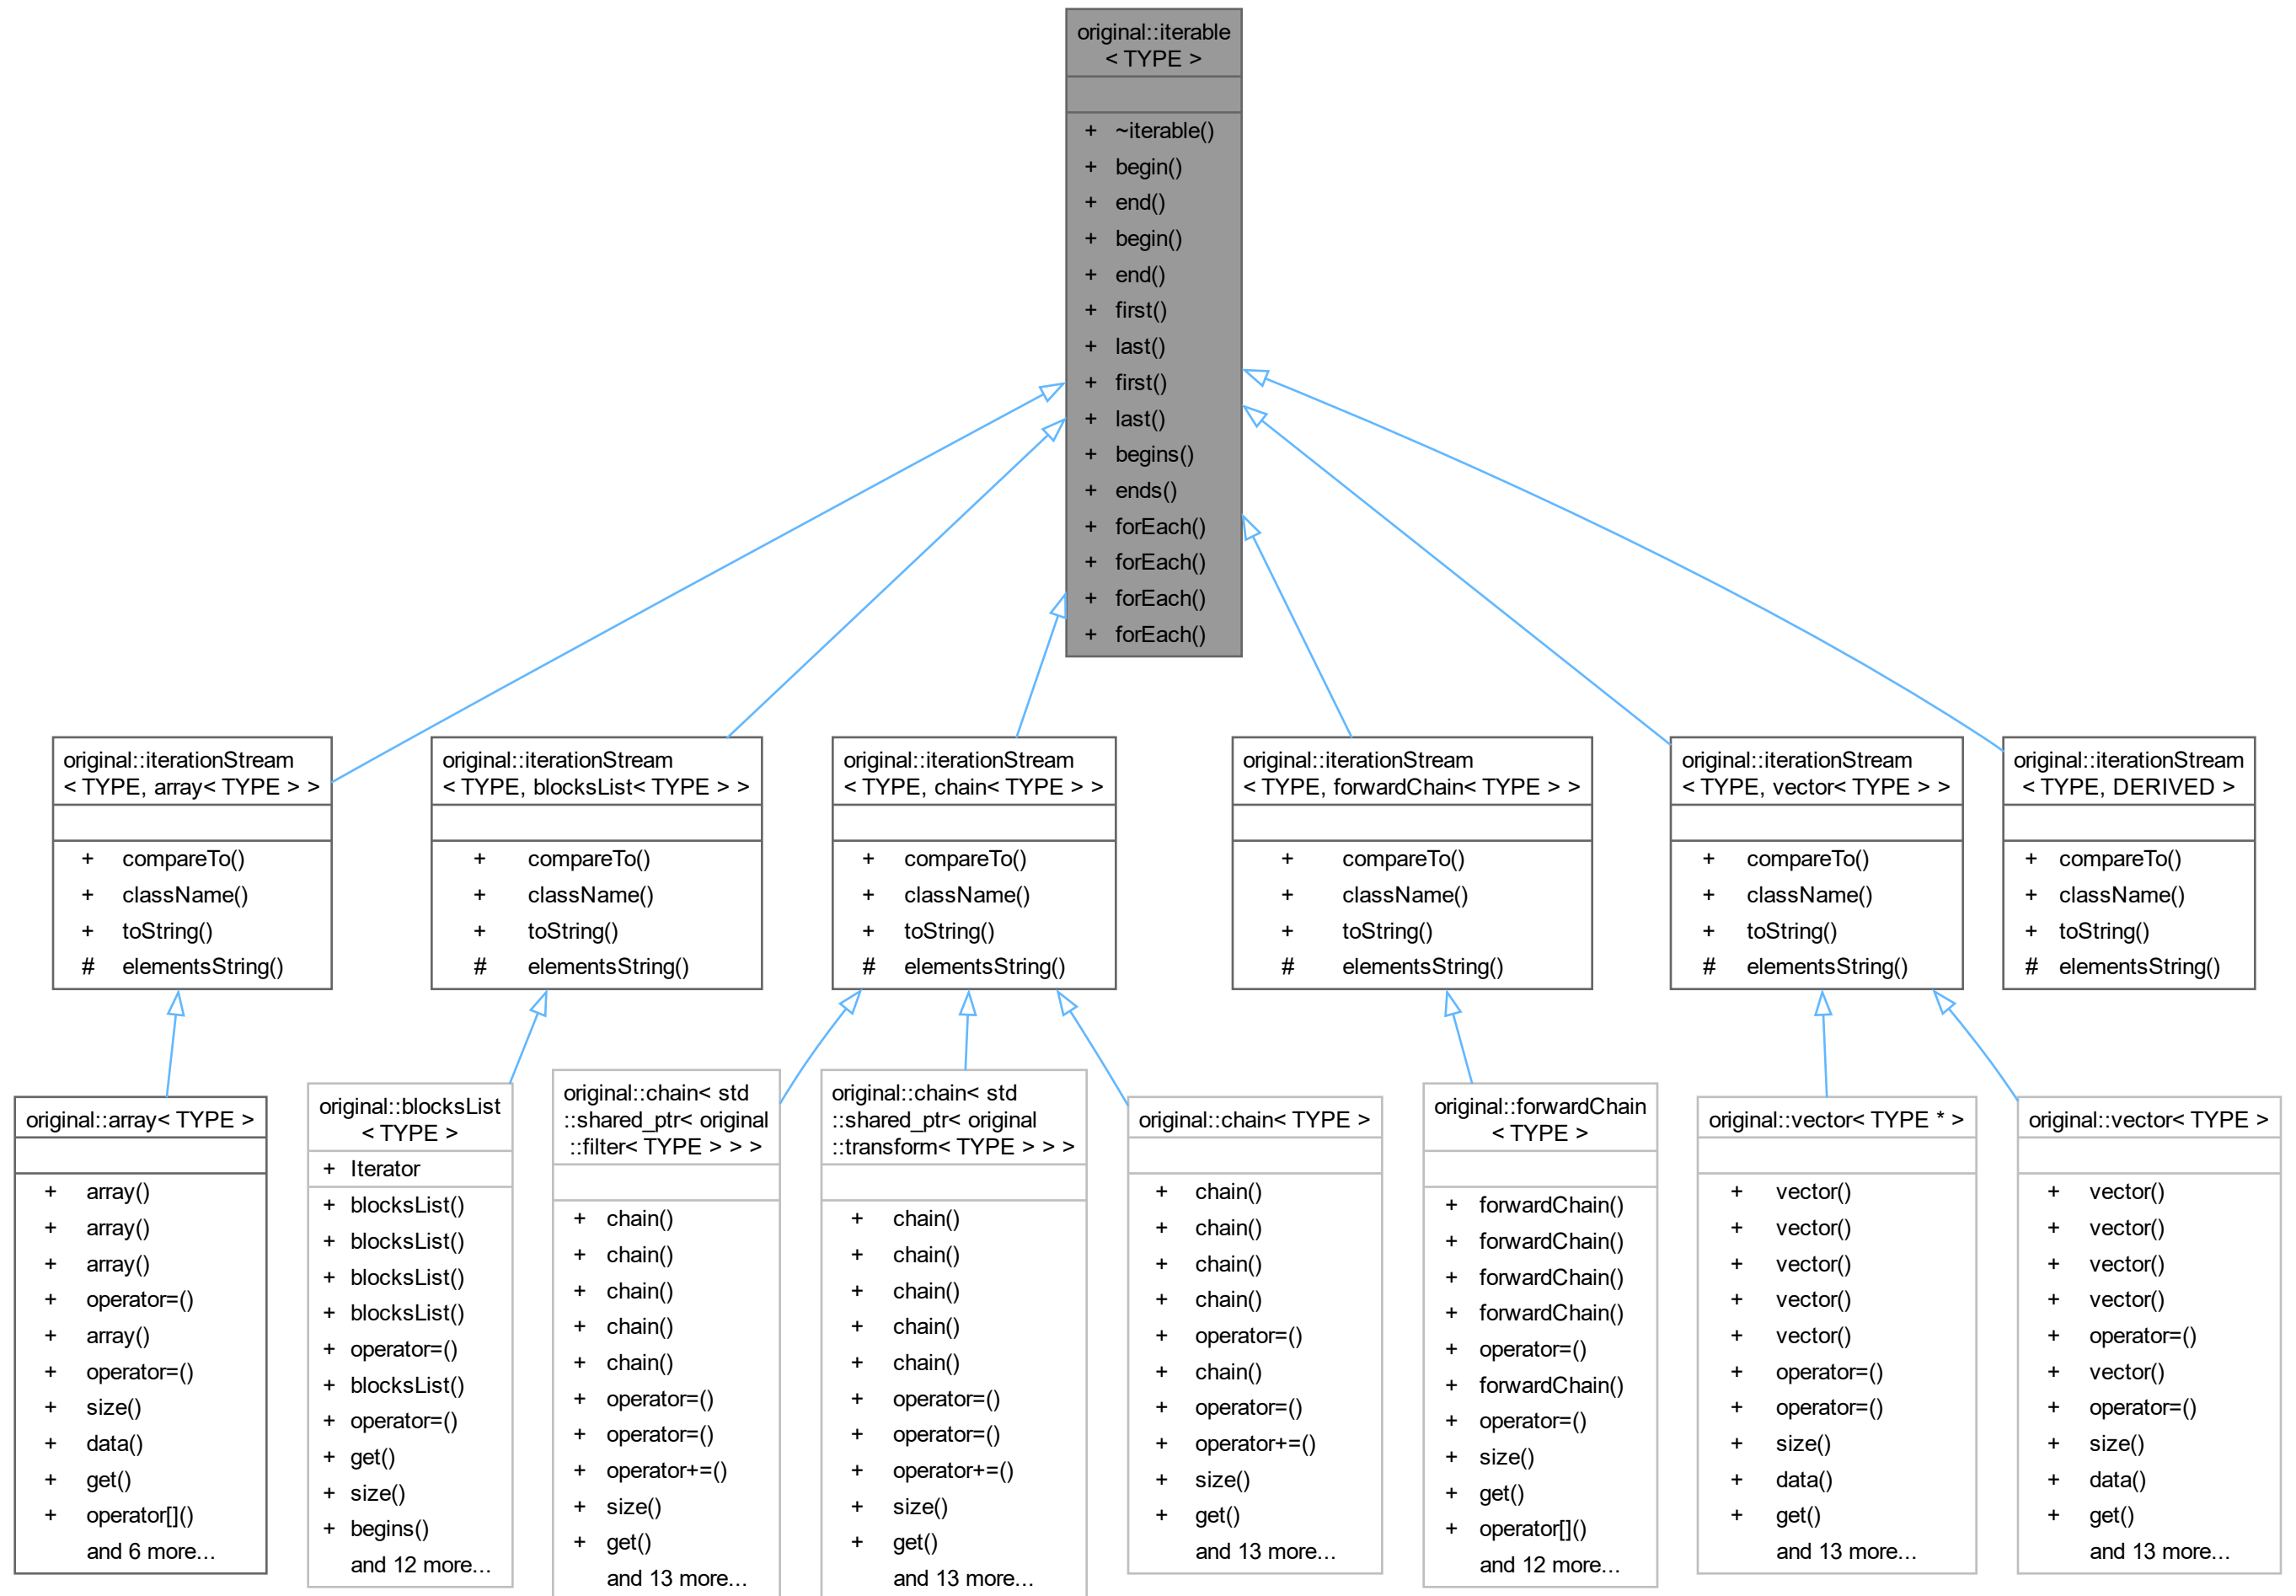 original::iterable
< TYPE >
+ ~iterable()
+ begin()
+ end()
+ begin()
+ end()
+ first()
+ last()
+ first()
+ last()
+ begins()
+ ends()
+ forEach()
+ forEach()
+ forEach()
+ forEach()
original::iterationStream
< TYPE, array< TYPE > >
+ compareTo()
+ className()
+ toString()
# elementsString()
original::iterationStream
< TYPE, blocksList< TYPE > >
+ compareTo()
+ className()
+ toString()
# elementsString()
original::iterationStream
< TYPE, chain< TYPE > >
+ compareTo()
+ className()
+ toString()
# elementsString()
original::iterationStream
< TYPE, forwardChain< TYPE > >
+ compareTo()
+ className()
+ toString()
# elementsString()
original::iterationStream
< TYPE, vector< TYPE > >
+ compareTo()
+ className()
+ toString()
# elementsString()
original::iterationStream
< TYPE, DERIVED >
+ compareTo()
+ className()
+ toString()
# elementsString()
original::array< TYPE >
+ array()
+ array()
+ array()
+ operator=()
+ array()
+ operator=()
+ size()
+ data()
+ get()
+ operator[]()
and 6 more...
original::blocksList
< TYPE >
+ Iterator
+ blocksList()
+ blocksList()
+ blocksList()
+ blocksList()
+ operator=()
+ blocksList()
+ operator=()
+ get()
+ size()
+ begins()
and 12 more...
original::chain< std
::shared_ptr< original
::filter< TYPE > > >
+ chain()
+ chain()
+ chain()
+ chain()
+ chain()
+ operator=()
+ operator=()
+ operator+=()
+ size()
+ get()
and 13 more...
original::chain< std
::shared_ptr< original
::transform< TYPE > > >
+ chain()
+ chain()
+ chain()
+ chain()
+ chain()
+ operator=()
+ operator=()
+ operator+=()
+ size()
+ get()
and 13 more...
original::chain< TYPE >
+ chain()
+ chain()
+ chain()
+ chain()
+ operator=()
+ chain()
+ operator=()
+ operator+=()
+ size()
+ get()
and 13 more...
original::forwardChain
< TYPE >
+ forwardChain()
+ forwardChain()
+ forwardChain()
+ forwardChain()
+ operator=()
+ forwardChain()
+ operator=()
+ size()
+ get()
+ operator[]()
and 12 more...
original::vector< TYPE * >
+ vector()
+ vector()
+ vector()
+ vector()
+ vector()
+ operator=()
+ operator=()
+ size()
+ data()
+ get()
and 13 more...
original::vector< TYPE >
+ vector()
+ vector()
+ vector()
+ vector()
+ operator=()
+ vector()
+ operator=()
+ size()
+ data()
+ get()
and 13 more...